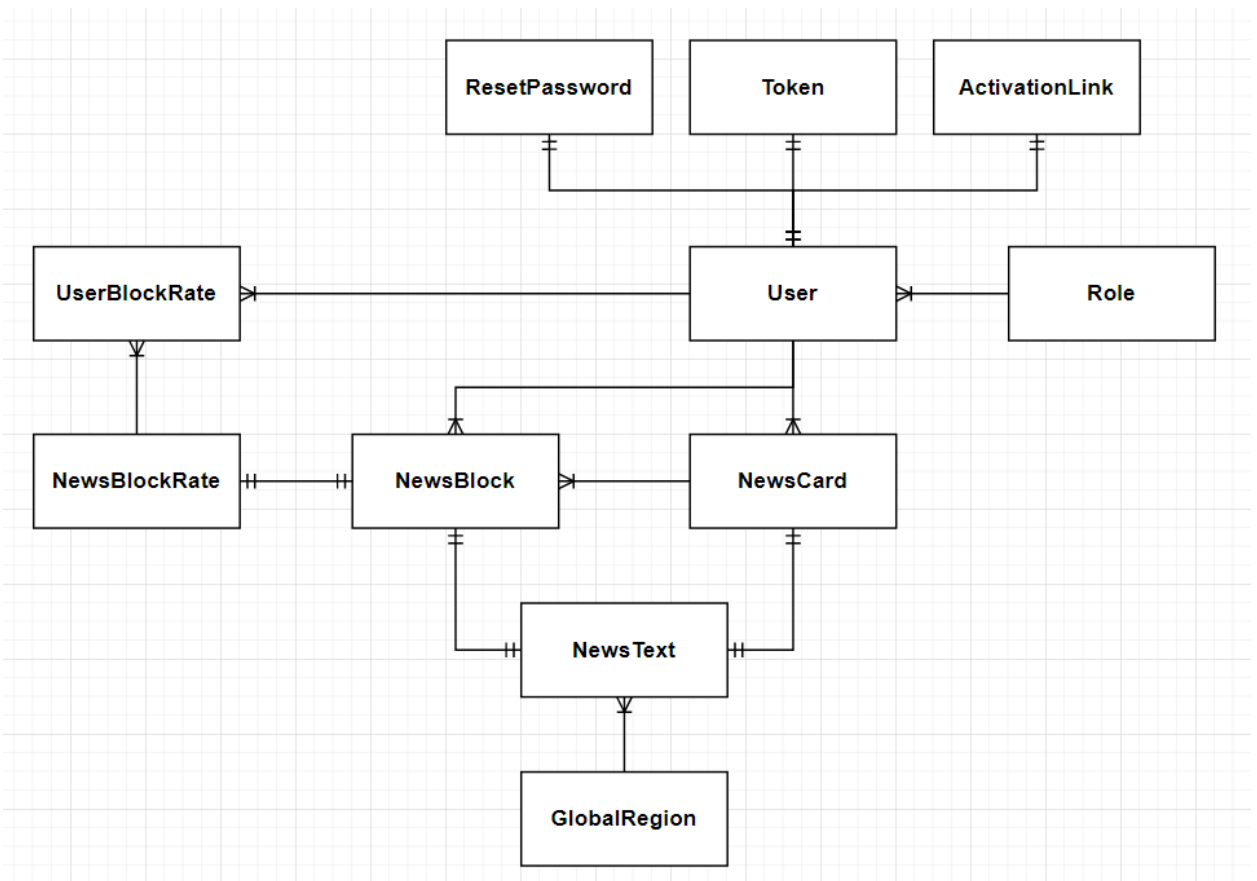 ResetPassword
Token
ActivationLink
UserBlockRate
User
Role
NewsBlockRate
NewsBlock
NewsCard
NewsText
GlobalRegion